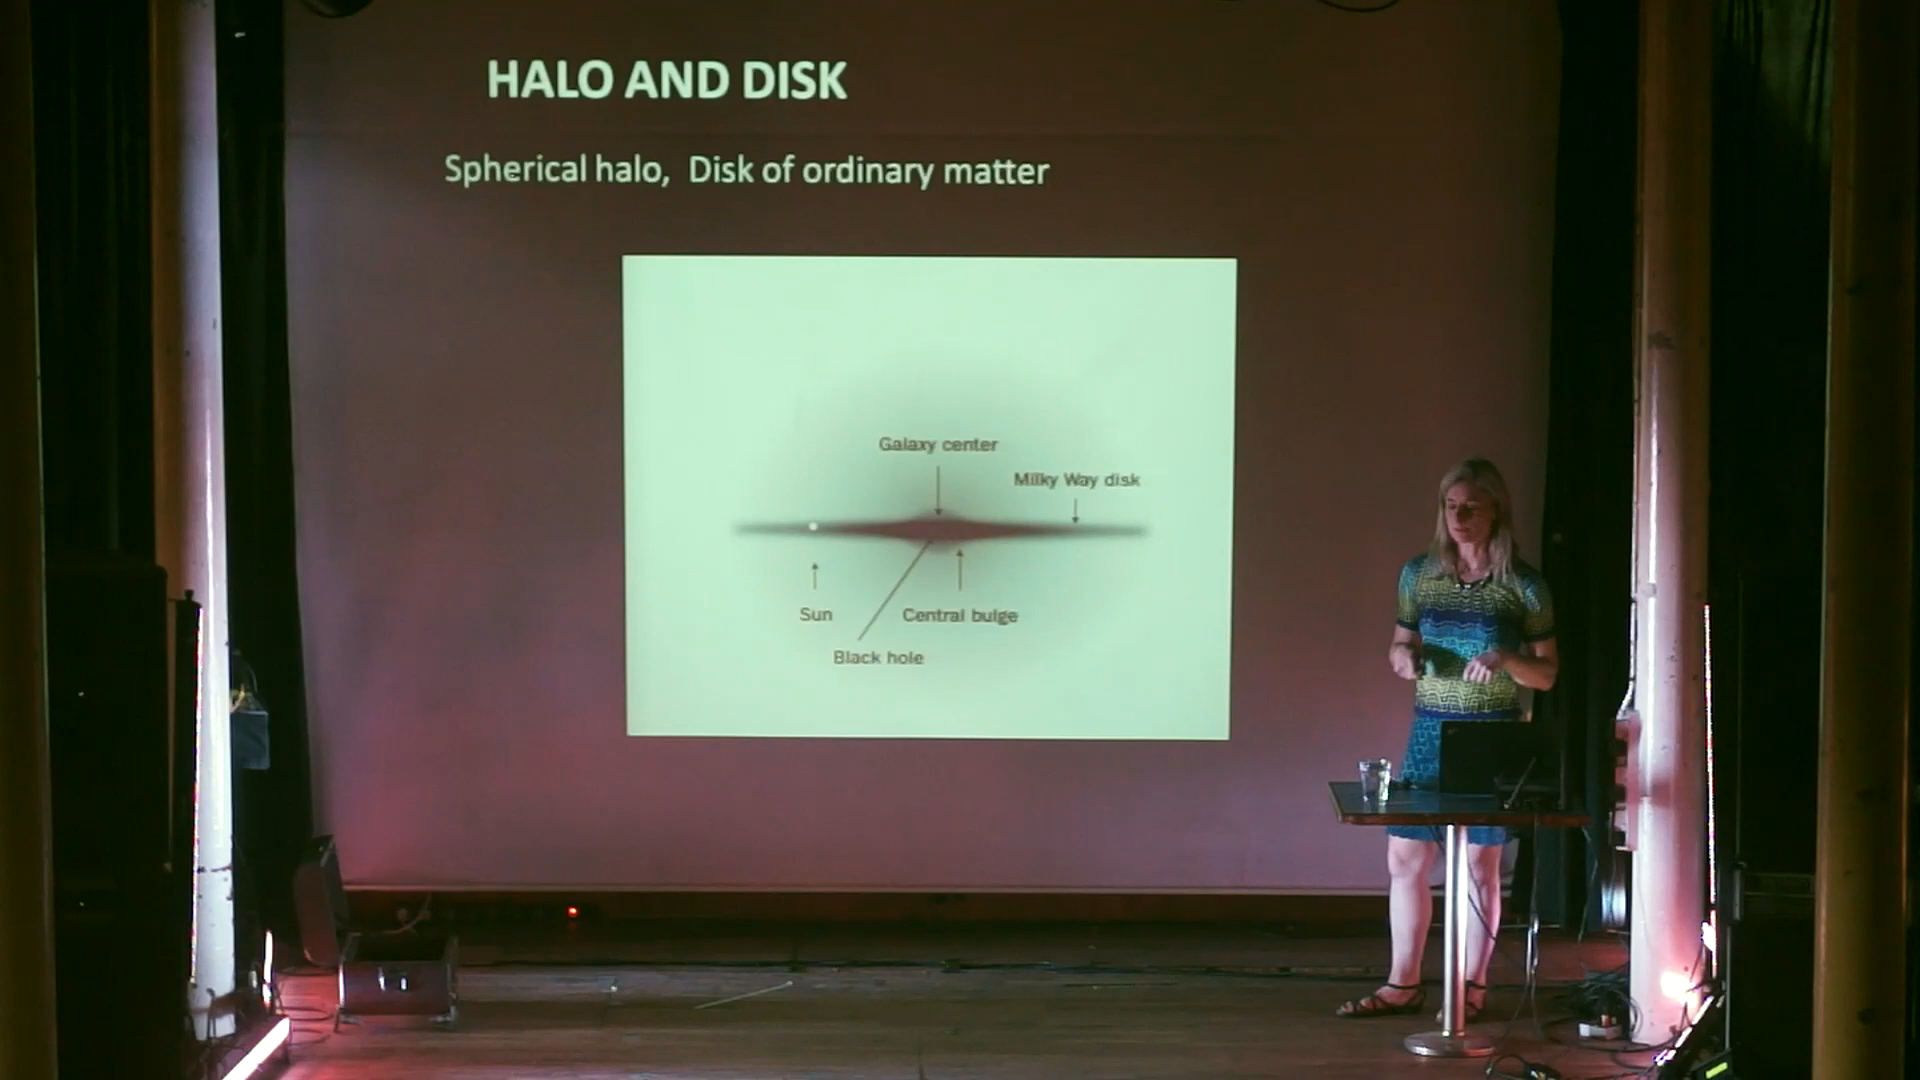 HALO AND DISK
Spherical halo, Disk of ordinary matter
Galaxy center
Milky Way disk
Sun
Central bulge
Black hole